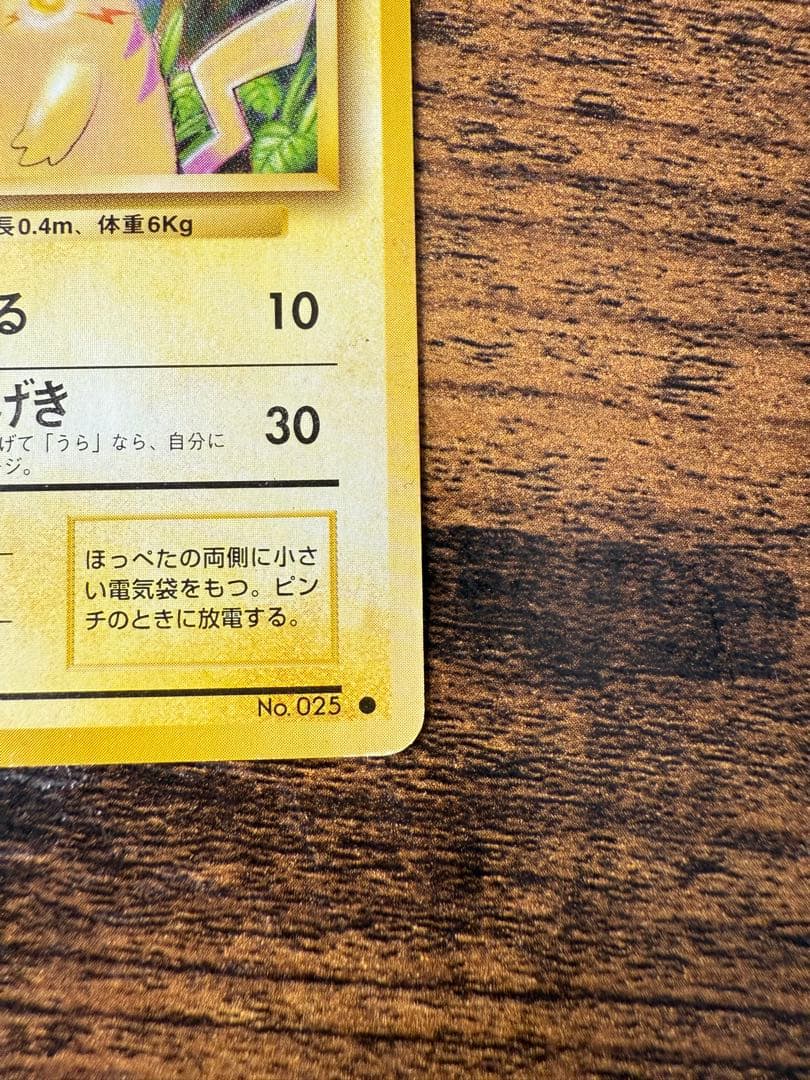 長0.4m、体重6Kg
る 10
げき 30
げて「うら」なら、自分に
ージ。
ほっぺたの両側に小さ
い電気袋をもつ。ピン
チのときに放電する。
No. 025 ●